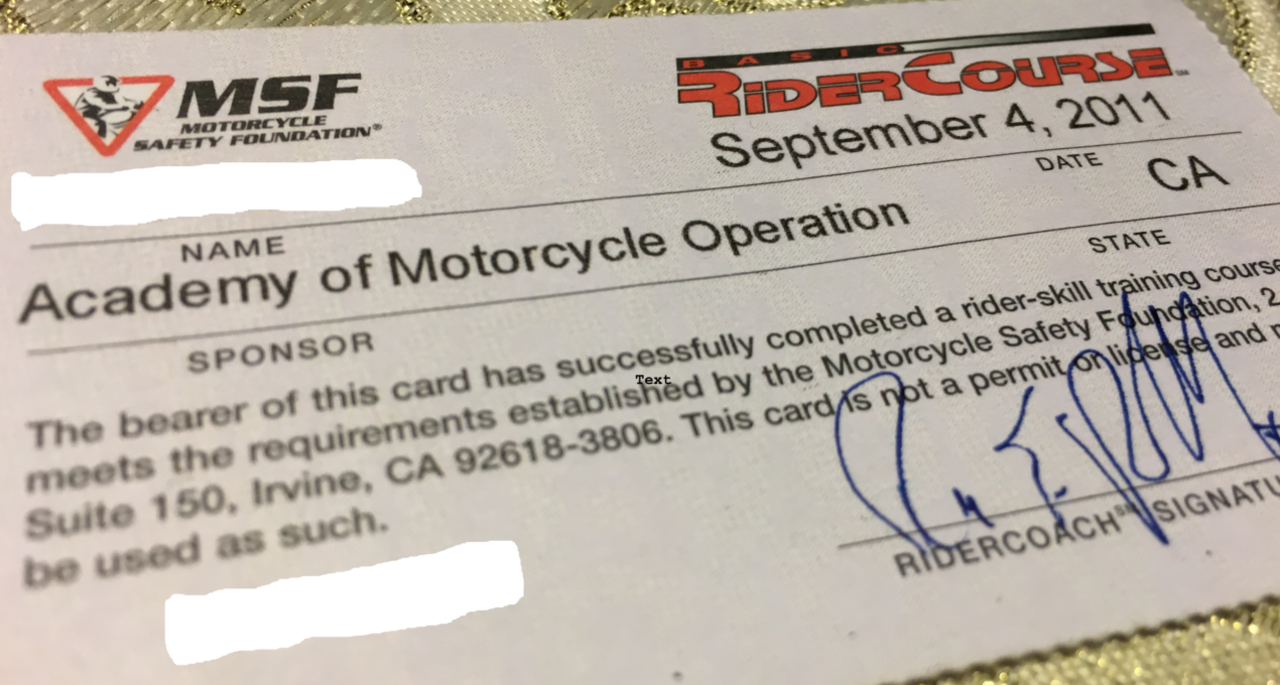 MSF
MOTORCYCLE
SAFETY FOUNDATION®
BASIC
RIDERCOURSE℠
September 4, 2011
DATE
NAME
CA
STATE
Academy of Motorcycle Operation
SPONSOR
The bearer of this card has successfully completed a rider-skill training course
meets the requirements established by the Motorcycle Safety Foundation, 2
Suite 150, Irvine, CA 92618-3806. This card is not a permit or license and
be used as such.
Text
RIDERCOACH℠ SIGNATU